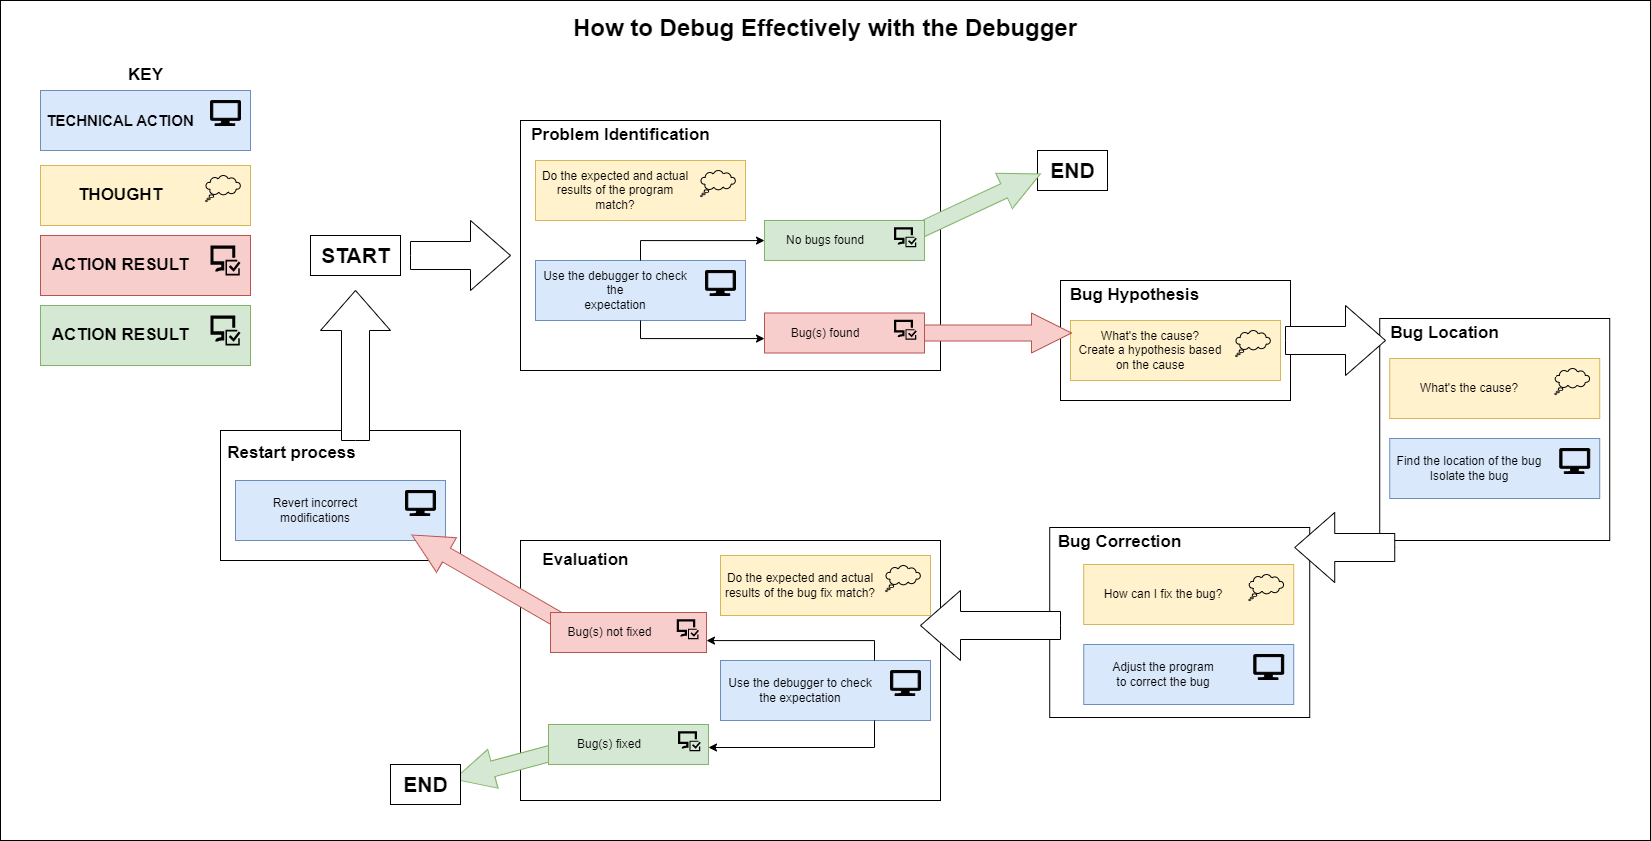 How to Debug Effectively with the Debugger
KEY
TECHNICAL ACTION
THOUGHT
ACTION RESULT
ACTION RESULT
START
Problem Identification
Do the expected and actual
results of the program
match?
Use the debugger to check
the
expectation
No bugs found
Bug(s) found
END
Bug Hypothesis
What's the cause?
Create a hypothesis based
on the cause
Bug Location
What's the cause?
Find the location of the bug
Isolate the bug
Bug Correction
How can I fix the bug?
Adjust the program
to correct the bug
Evaluation
Do the expected and actual
results of the bug fix match?
Use the debugger to check
the expectation
Bug(s) not fixed
Bug(s) fixed
END
Restart process
Revert incorrect
modifications